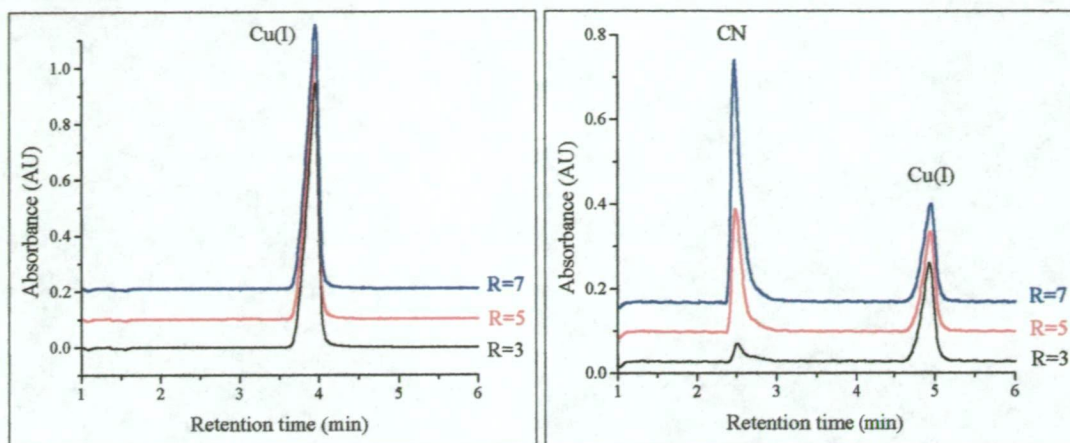 Cu(I)
Absorbance (AU)
1.0
0.8
0.6
0.4
0.2
0.0
R=7
R=5
R=3
1 2 3 4 5 6
Retention time (min)
CN
Cu(I)
Absorbance (AU)
0.8
0.6
0.4
0.2
0.0
R=7
R=5
R=3
1 2 3 4 5 6
Retention time (min)